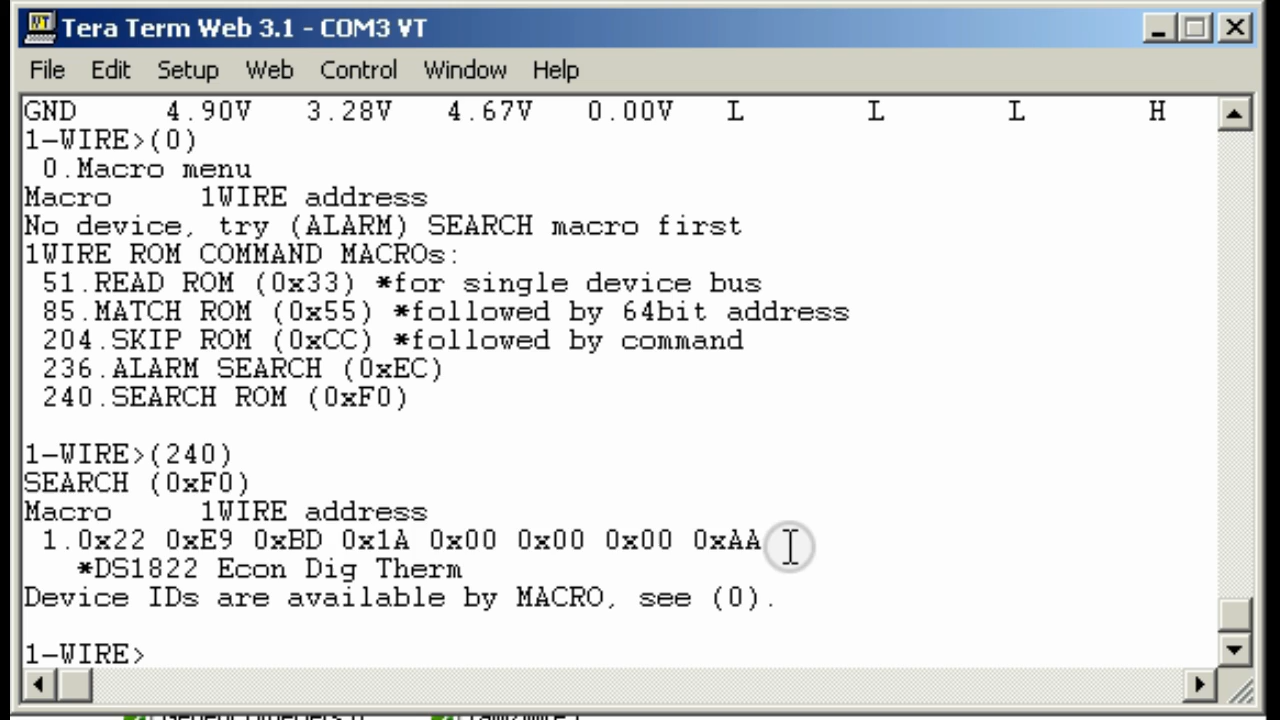 Tera Term Web 3.1 - COM3 VT
File Edit Setup Web Control Window Help
GND 4.90V 3.28V 4.67V 0.00V L L L H
1-WIRE>(0)
0.Macro menu
Macro 1WIRE address
No device, try (ALARM) SEARCH macro first
1WIRE ROM COMMAND MACROs:
51.READ ROM (0x33) *for single device bus
85.MATCH ROM (0x55) *followed by 64bit address
204.SKIP ROM (0xCC) *followed by command
236.ALARM SEARCH (0xEC)
240.SEARCH ROM (0xF0)
1-WIRE>(240)
SEARCH (0xF0)
Macro 1WIRE address
1.0x22 0xE9 0xBD 0x1A 0x00 0x00 0x00 0xAA
*DS1822 Econ Dig Therm
Device IDs are available by MACRO, see (0).
1-WIRE>